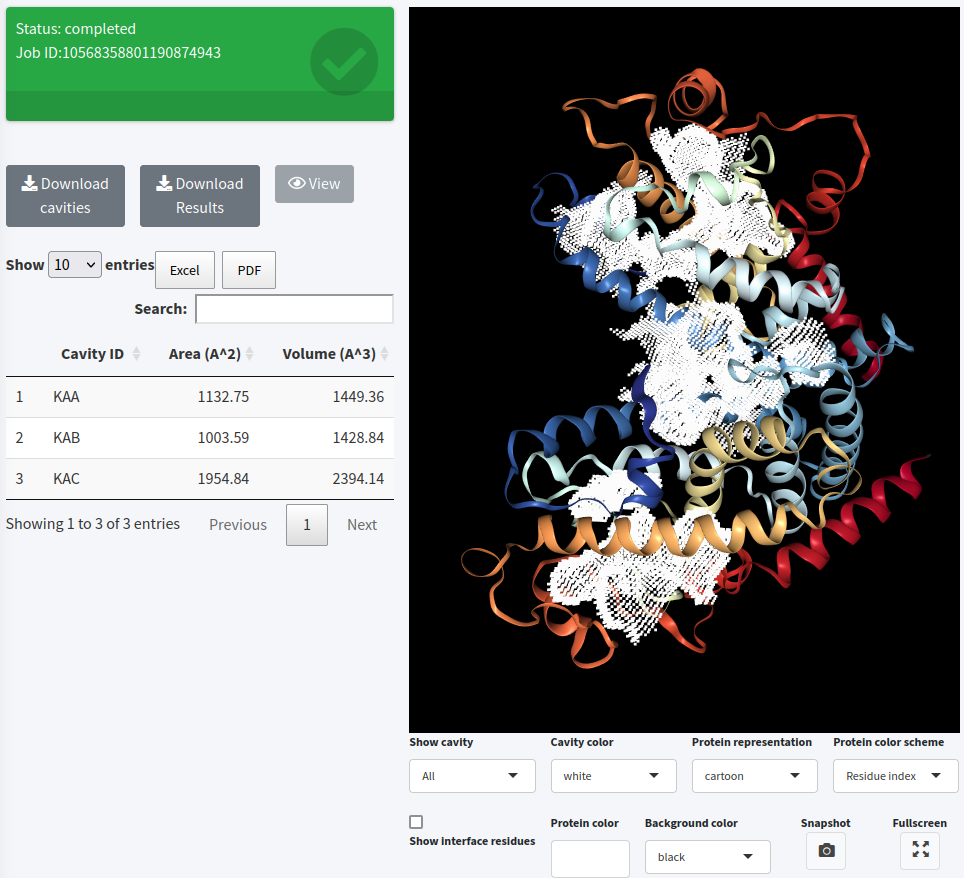 Status: completed
Job ID:10568358801190874943
Download cavities
Download Results
View
Show 10 entries
Excel
PDF
Search:
Cavity ID Area (A^2) Volume (A^3)
1 KAA 1132.75 1449.36
2 KAB 1003.59 1428.84
3 KAC 1954.84 2394.14
Showing 1 to 3 of 3 entries Previous 1 Next
Show cavity Cavity color Protein representation Protein color scheme
All white cartoon Residue index
Show interface residues
Protein color Background color Snapshot Fullscreen
black